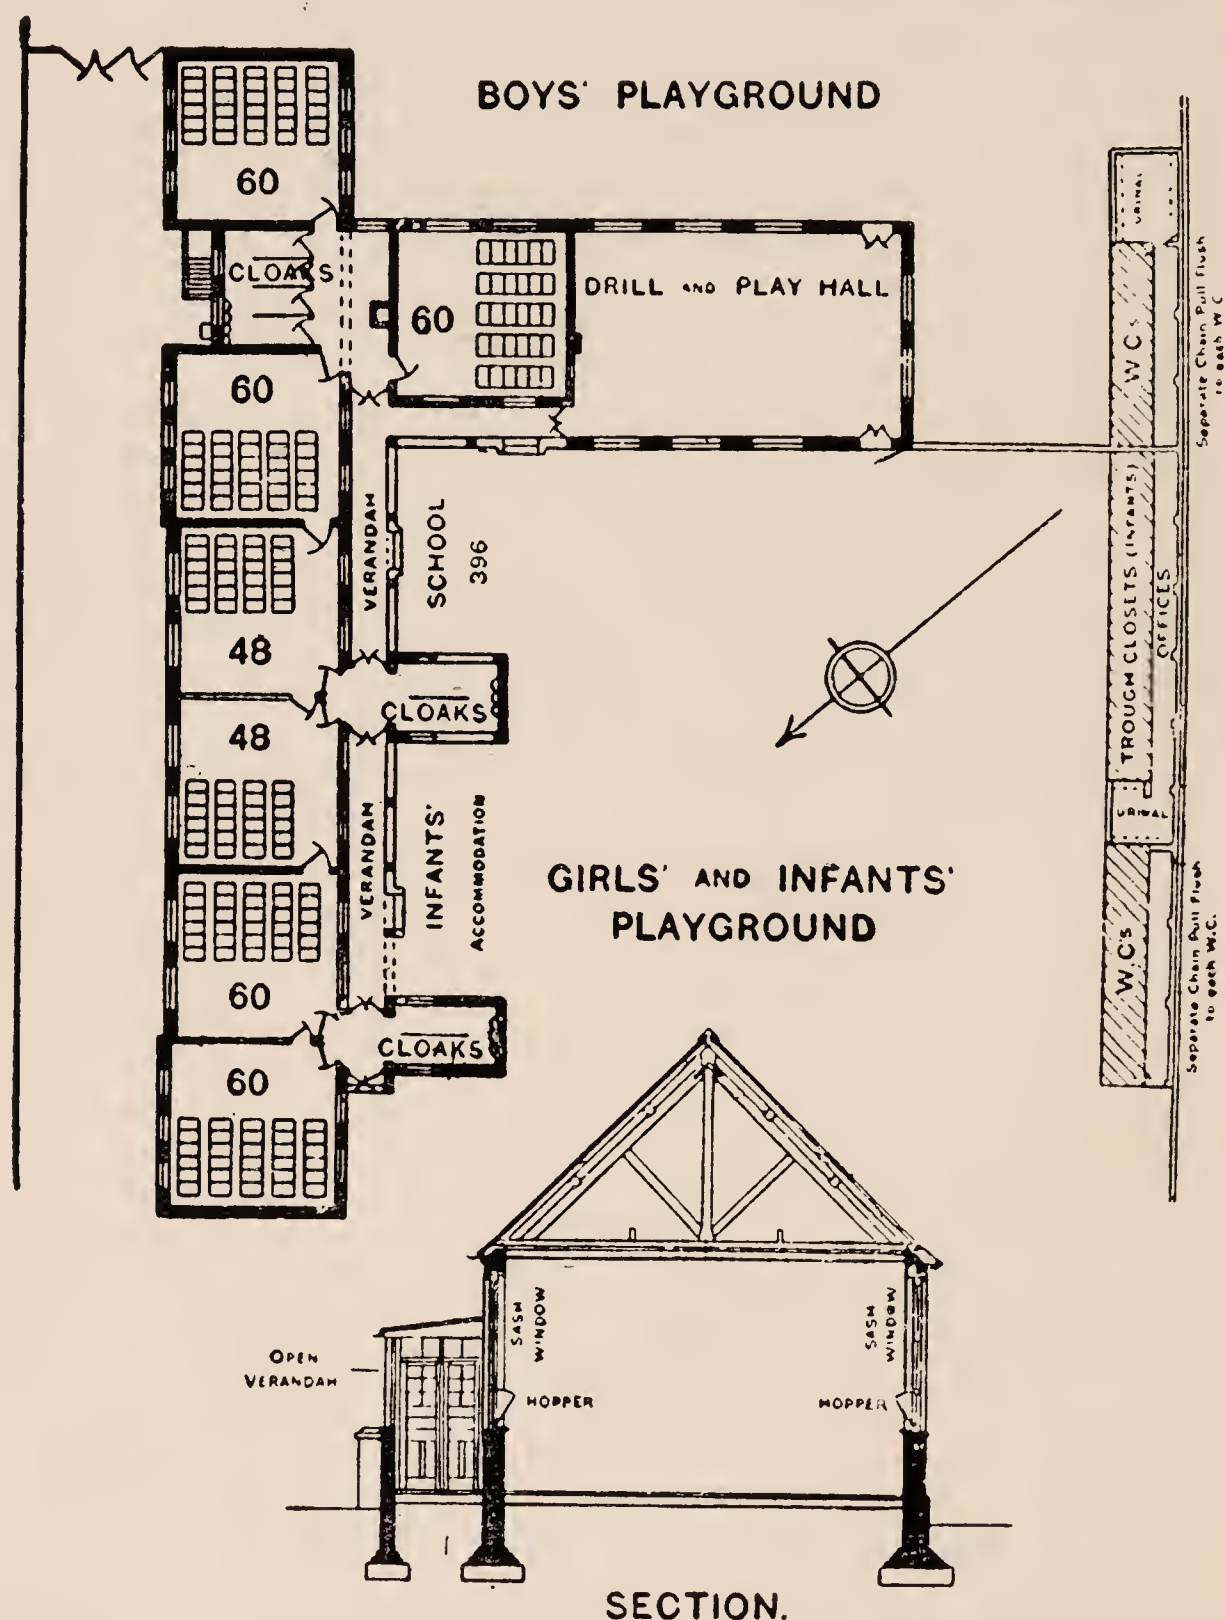 BOYS' PLAYGROUND
60
CLOAKS
60
DRILL AND PLAY HALL
60
48
48
60
60
VERANDAH
VERANDAH
INFANTS' SCHOOL
ACCOMMODATION 396
CLOAKS
CLOAKS
GIRLS' AND INFANTS'
PLAYGROUND
URINAL
W.C's
TROUGH CLOSETS (INFANTS)
OFFICES
URINAL
W.C's
Separate Chain Pull Flush
to each W.C.
Separate Chain Pull Flush
to each W.C.
SASH
WINDOW
SASH
WINDOW
OPEN
VERANDAH
HOPPER
HOPPER
SECTION.